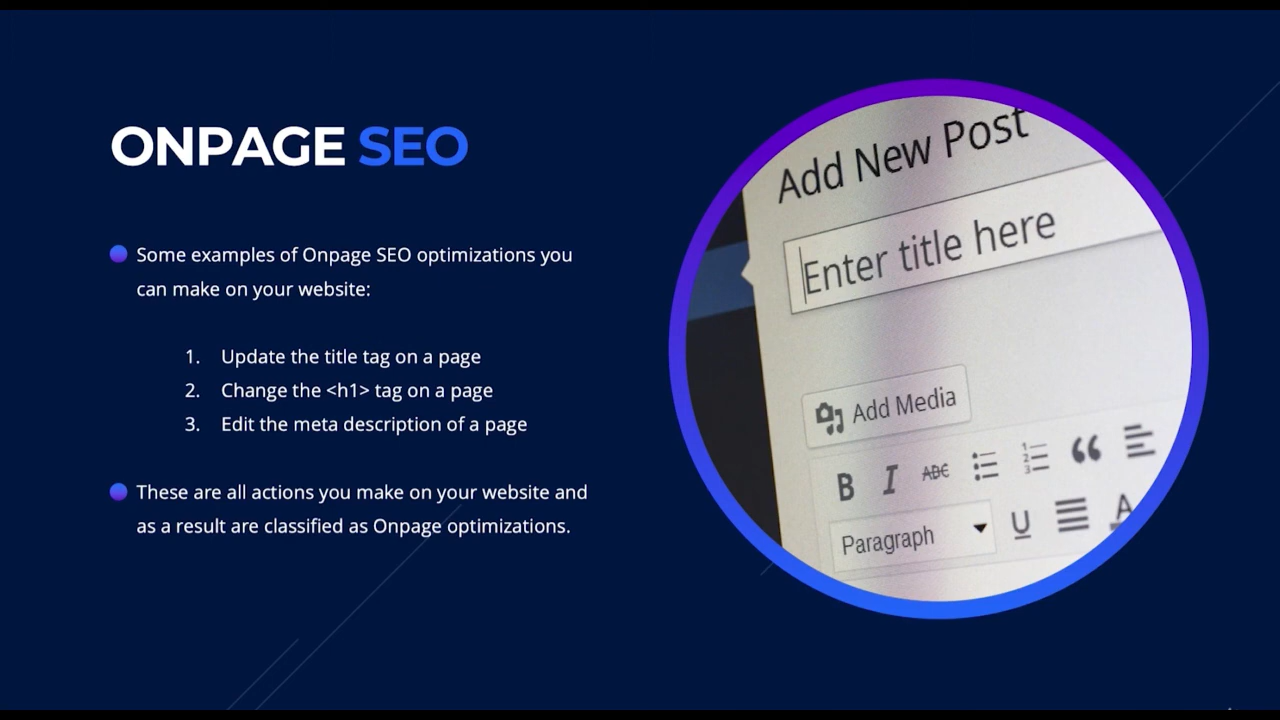 ONPAGE SEO
Some examples of Onpage SEO optimizations you
can make on your website:
1. Update the title tag on a page
2. Change the <h1> tag on a page
3. Edit the meta description of a page
These are all actions you make on your website and
as a result are classified as Onpage optimizations.
Add New Post
Enter title here
Add Media
B I ABC
Paragraph U A